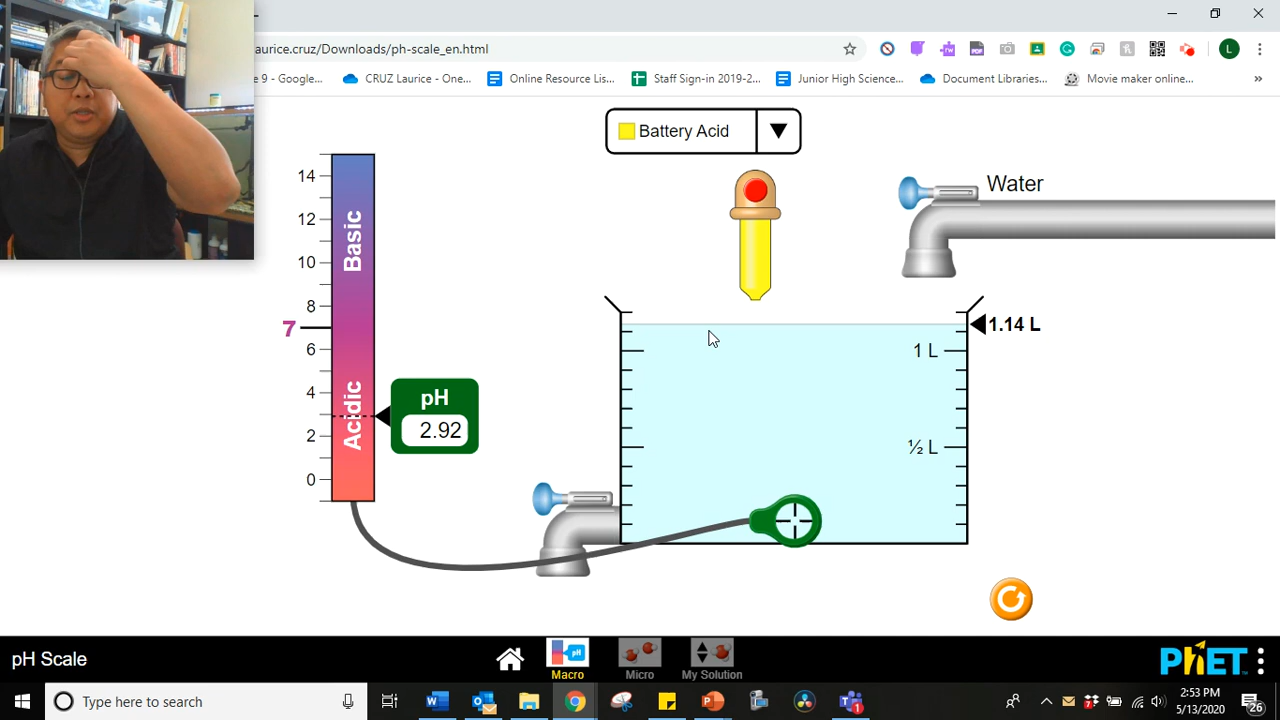 aurice.cruz/Downloads/ph-scale_en.html
e 9 - Google...
CRUZ Laurice - One...
Online Resource Lis...
Staff Sign-in 2019-2...
Junior High Science...
Document Libraries...
Movie maker online...
»
L
Battery Acid
Water
14
12
10
8
7
6
4
2
0
Basic
Acidic
pH
2.92
1.14 L
1 L
½ L
pH Scale
Macro
Micro
My Solution
PhET
Type here to search
2:53 PM
5/13/2020
26